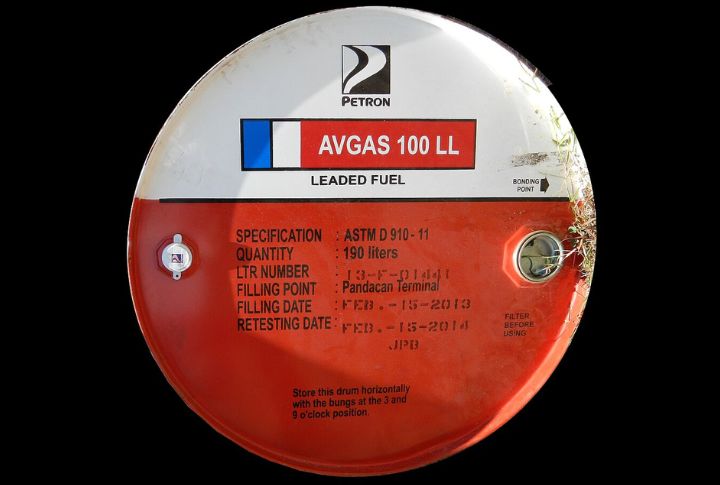 PETRON
AVGAS 100 LL
LEADED FUEL
BONDING
POINT
SPECIFICATION : ASTM D 910 - 11
QUANTITY : 190 liters
LTR NUMBER : 13-F-01441
FILLING POINT : Pandacan Terminal
FILLING DATE : FEB.-15-2013
RETESTING DATE : FEB.-15-2014
JPB
FILTER
BEFORE
USING
Store this drum horizontally
with the bungs at the 3 and
9 o'clock position.